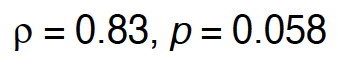 ρ = 0.83, p = 0.058